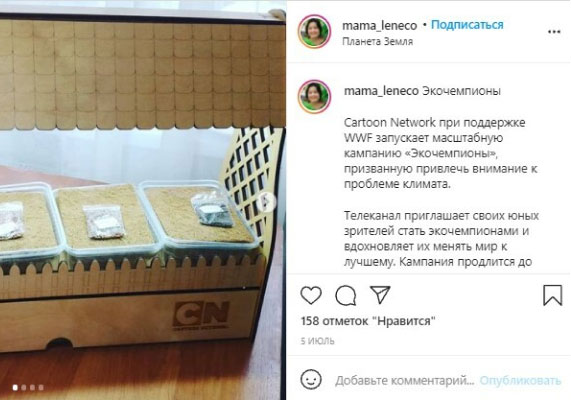 mama_leneco • Подписаться
Планета Земля
mama_leneco Экочемпионы
Cartoon Network при поддержке
WWF запускает масштабную
кампанию «Экочемпионы»,
призванную привлечь внимание к
проблеме климата.
Телеканал приглашает своих юных
зрителей стать экочемпионами и
вдохновляет их менять мир к
лучшему. Кампания продлится до
158 отметок "Нравится"
5 ИЮЛЬ
Добавьте комментарий... Опубликовать
CN
CARTOON NETWORK